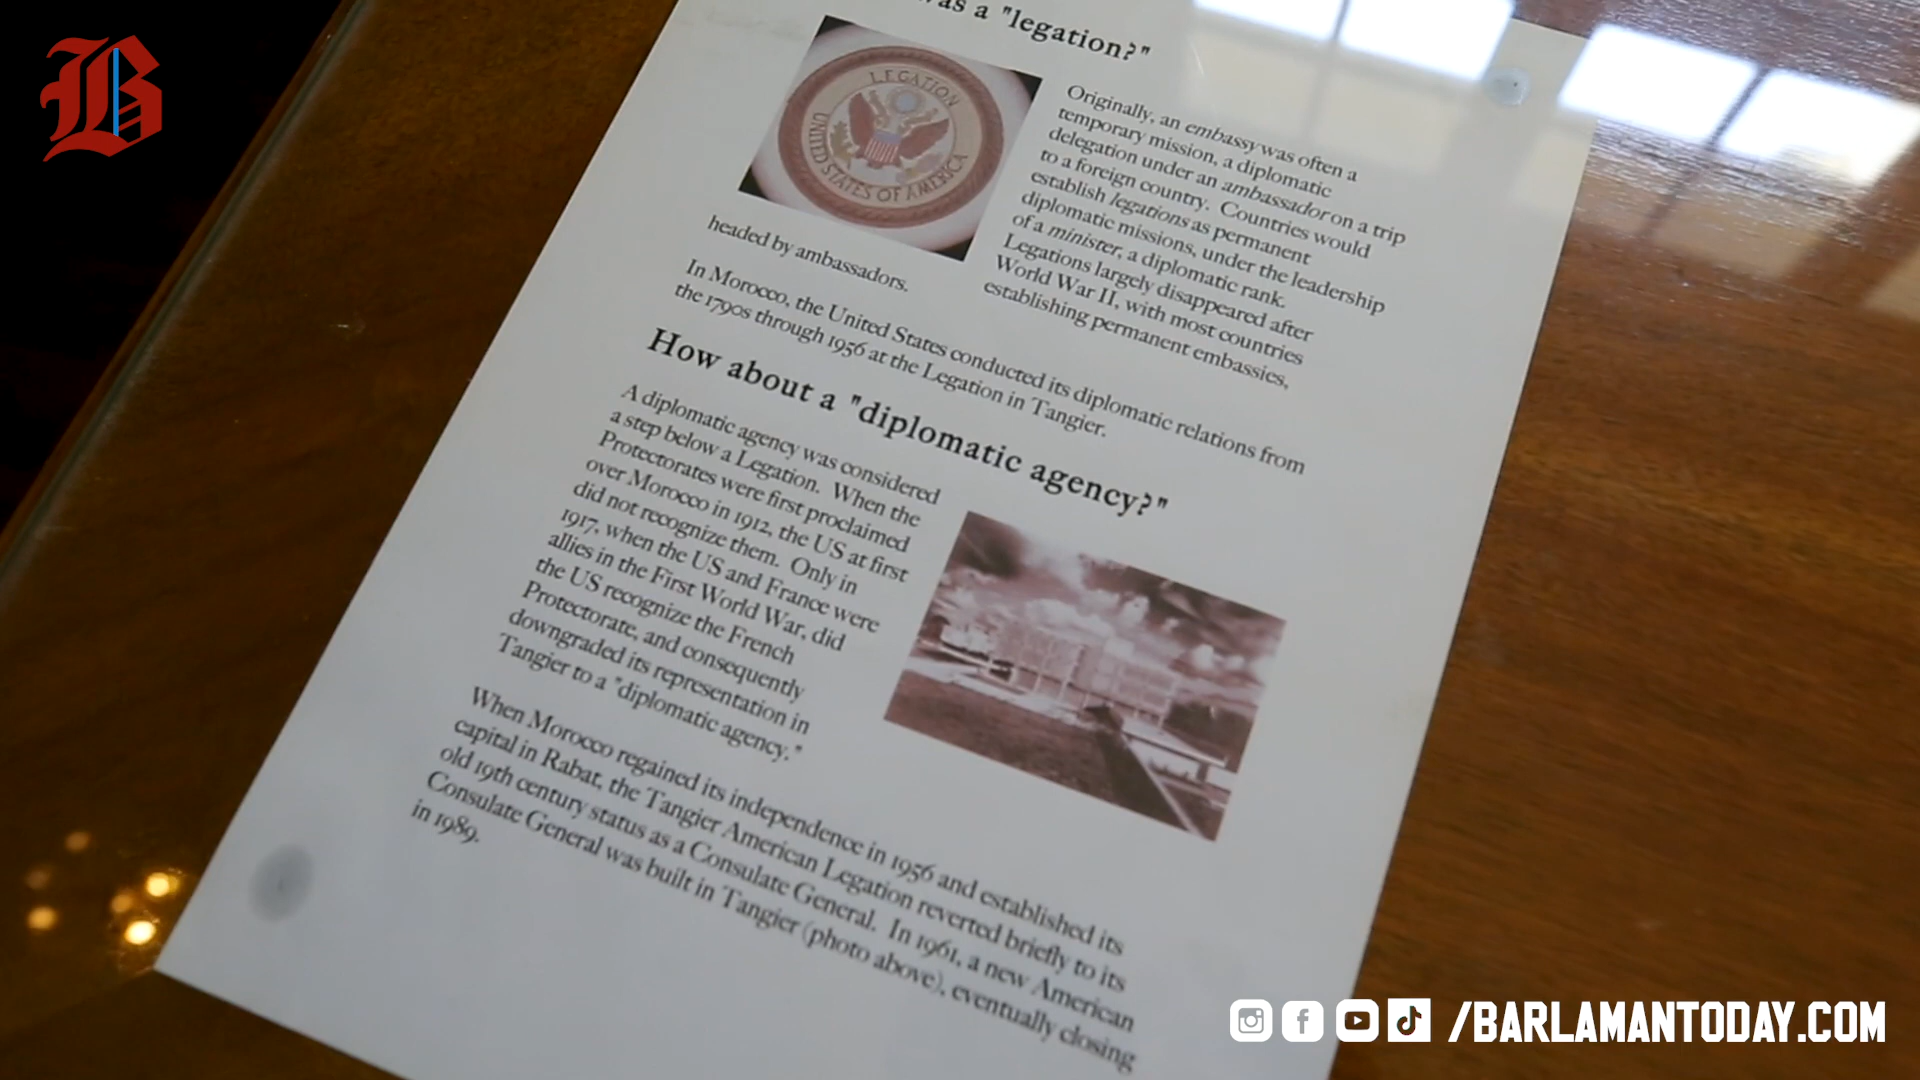 B
was a "legation?"
LEGATION
UNITED STATES OF AMERICA
Originally, an embassy was often a
temporary mission, a diplomatic
delegation under an ambassador on a trip
to a foreign country. Countries would
establish legations as permanent
diplomatic missions, under the leadership
of a minister, a diplomatic rank.
Legations largely disappeared after
World War II, with most countries
establishing permanent embassies,
headed by ambassadors.
In Morocco, the United States conducted its diplomatic relations from
the 1790s through 1956 at the Legation in Tangier.
How about a "diplomatic agency?"
A diplomatic agency was considered
a step below a Legation. When the
Protectorates were first proclaimed
over Morocco in 1912, the US at first
did not recognize them. Only in
1917, when the US and France were
allies in the First World War, did
the US recognize the French
Protectorate, and consequently
downgraded its representation in
Tangier to a "diplomatic agency."
When Morocco regained its independence in 1956 and established its
capital in Rabat, the Tangier American Legation reverted briefly to its
old 19th century status as a Consulate General. In 1961, a new American
Consulate General was built in Tangier (photo above), eventually closing
in 1989.
/BARLAMANTODAY.COM